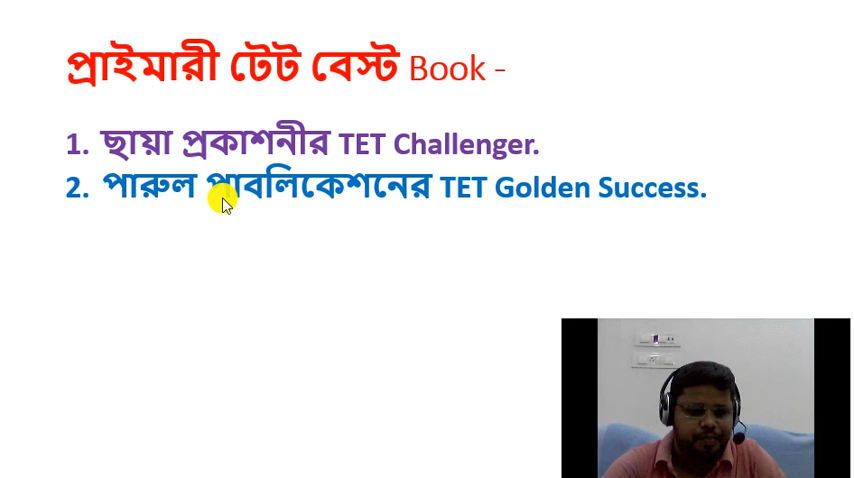 প্রাইমারী টেট বেস্ট Book -
1. ছায়া প্রকাশনীর TET Challenger.
2. পারুল পাবলিকেশনের TET Golden Success.